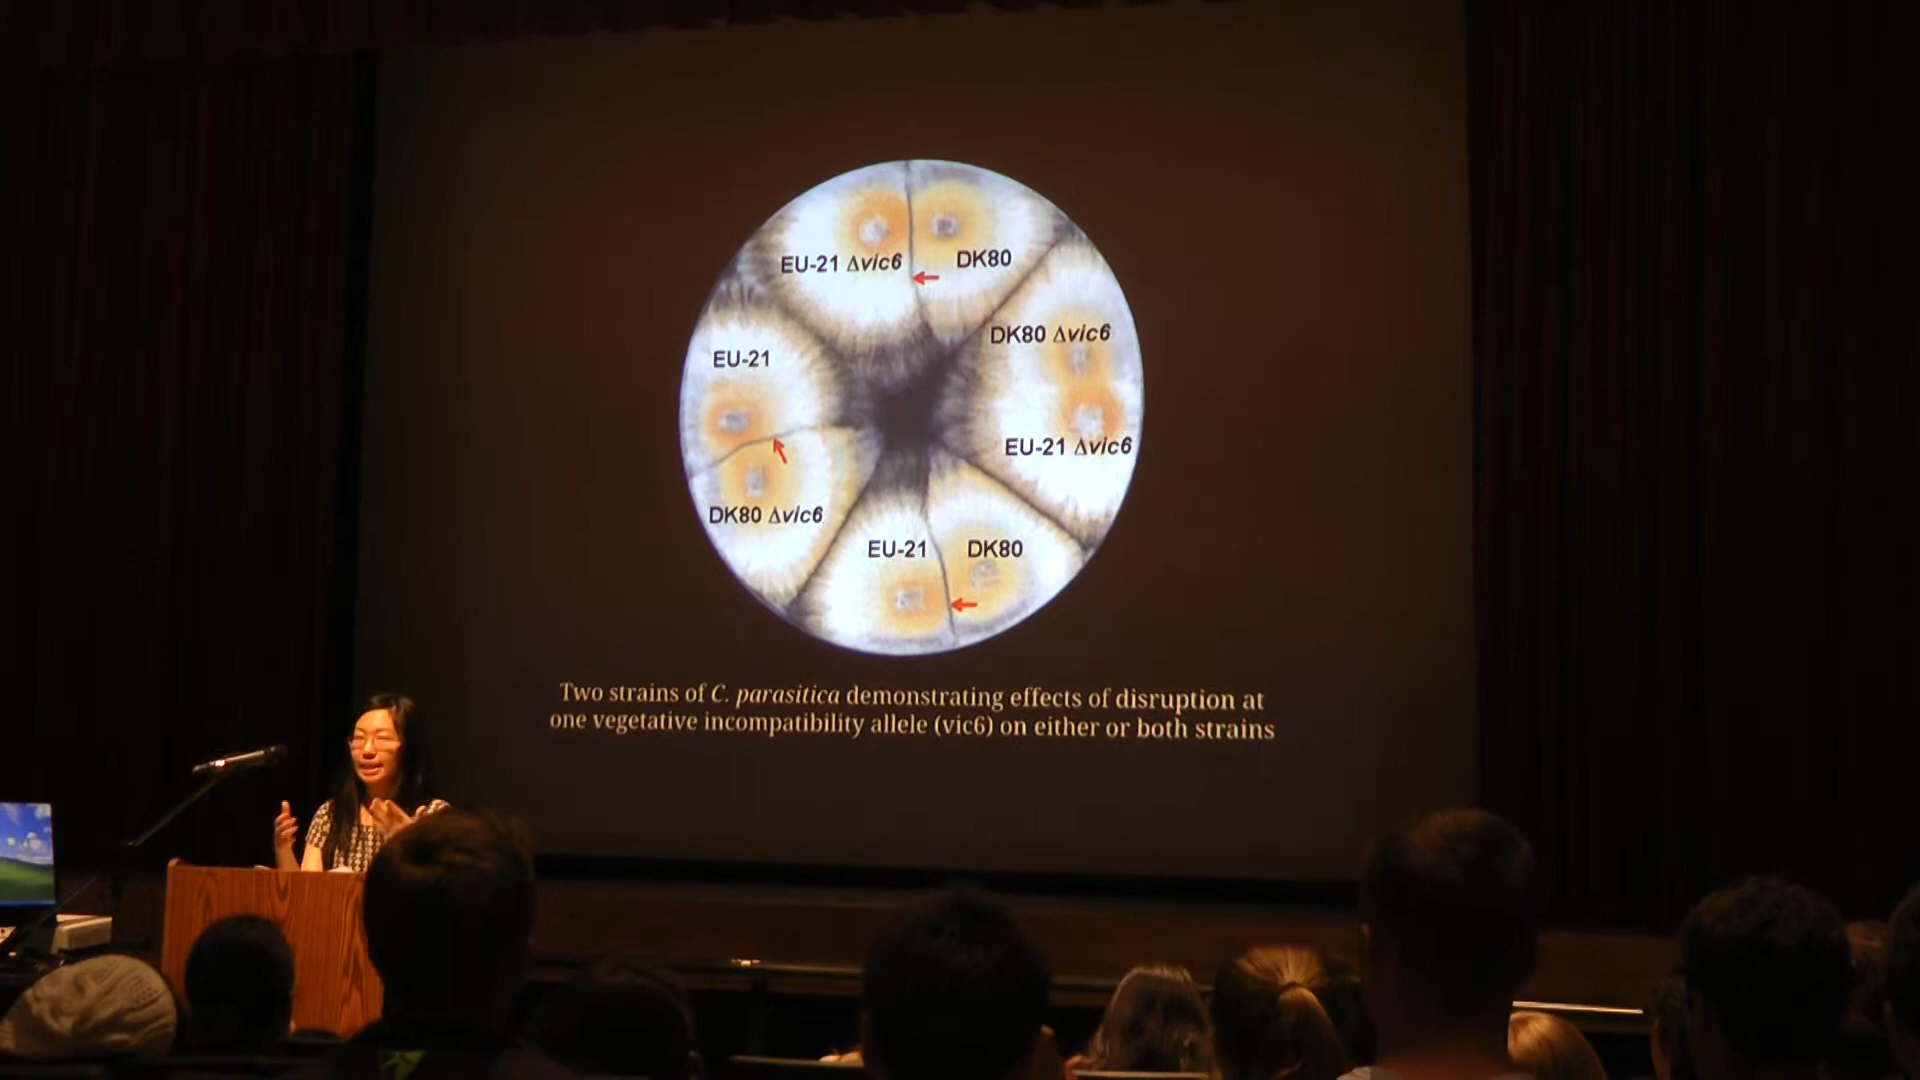 EU-21 Δvic6
DK80
DK80 Δvic6
EU-21
EU-21 Δvic6
DK80 Δvic6
EU-21
DK80
Two strains of C. parasitica demonstrating effects of disruption at
one vegetative incompatibility allele (vic6) on either or both strains